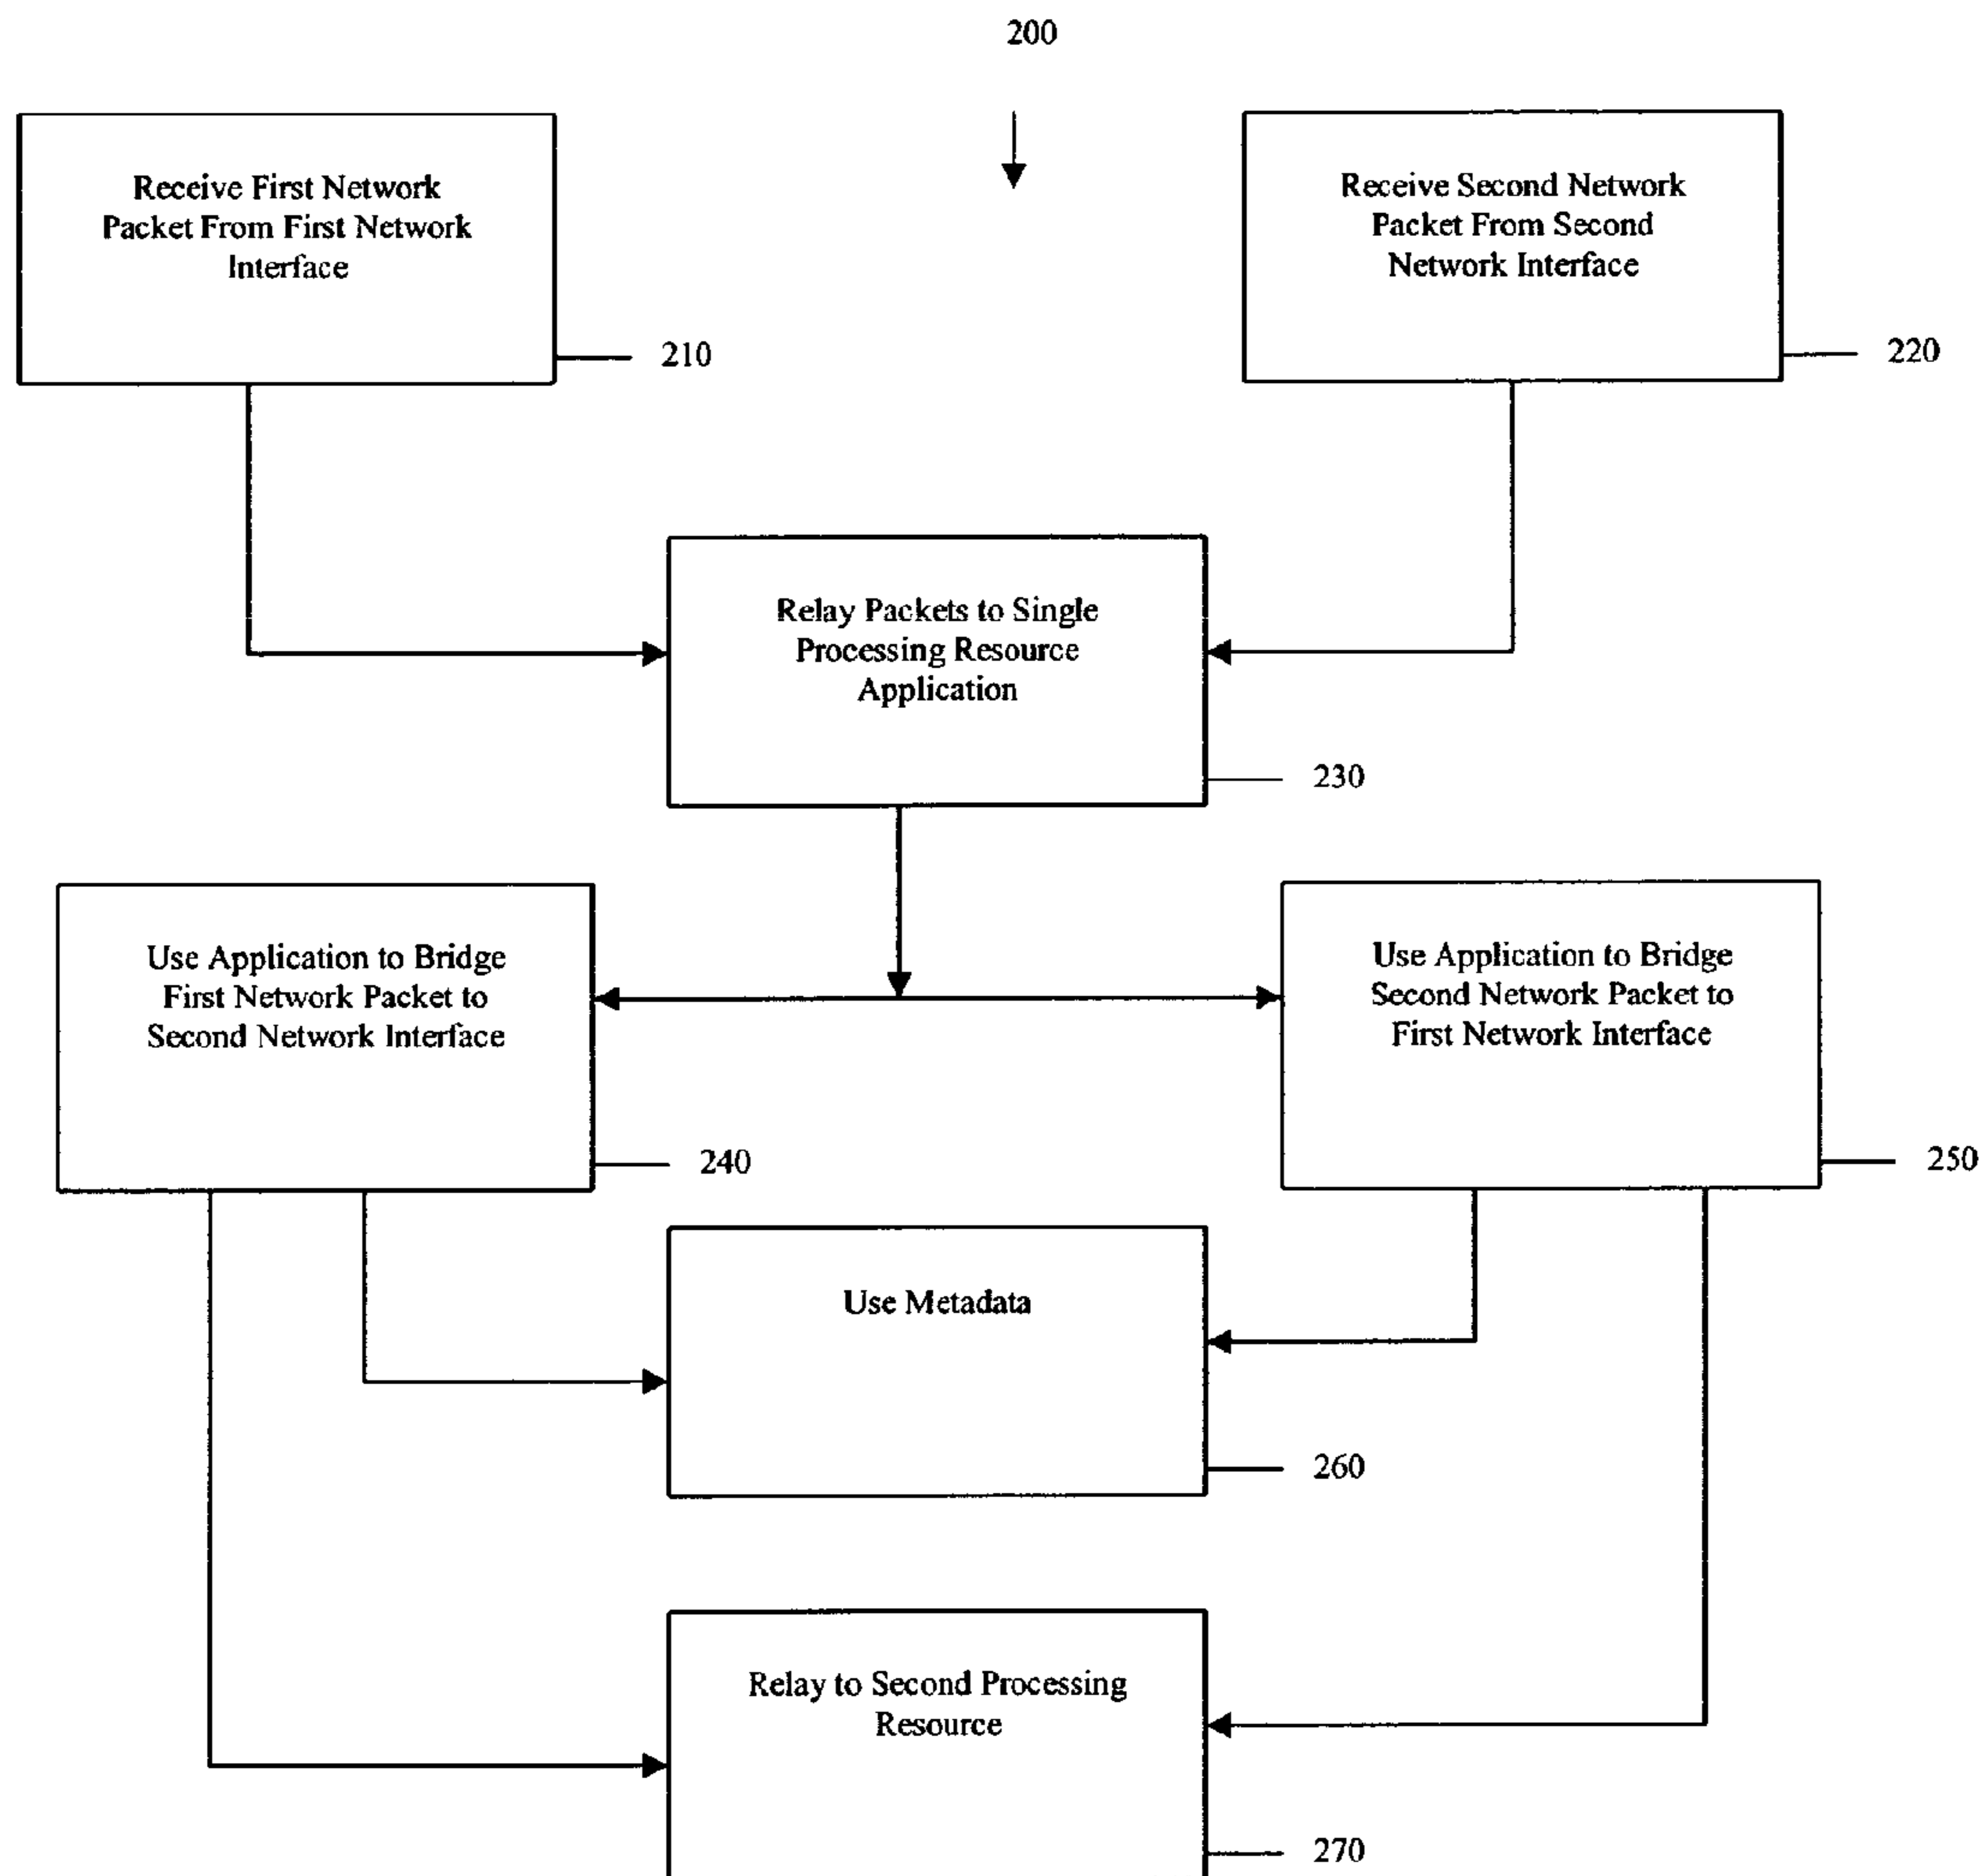 200
Receive First Network
Packet From First Network
Interface
210
Receive Second Network
Packet From Second
Network Interface
220
Relay Packets to Single
Processing Resource
Application
230
Use Application to Bridge
First Network Packet to
Second Network Interface
240
Use Application to Bridge
Second Network Packet to
First Network Interface
250
Use Metadata
260
Relay to Second Processing
Resource
270